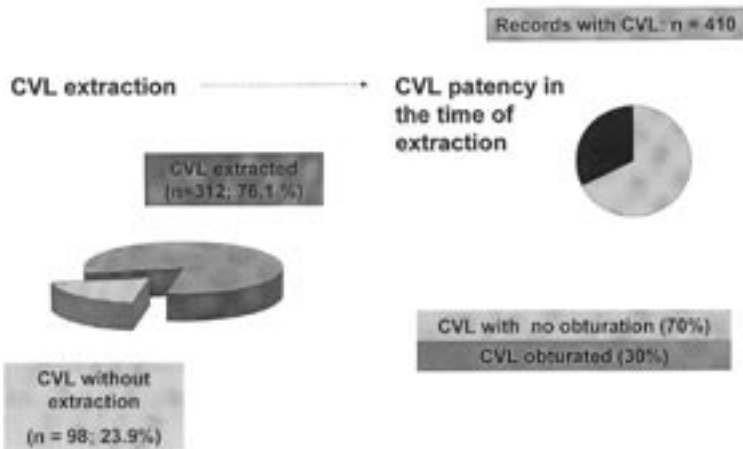 Records with CVL: n = 410
CVL extraction
CVL patency in
the time of
extraction
CVL extracted
(n=312; 76,1 %)
CVL with no obturation (70%)
CVL obturated (30%)
CVL without
extraction
(n = 98; 23.9%)